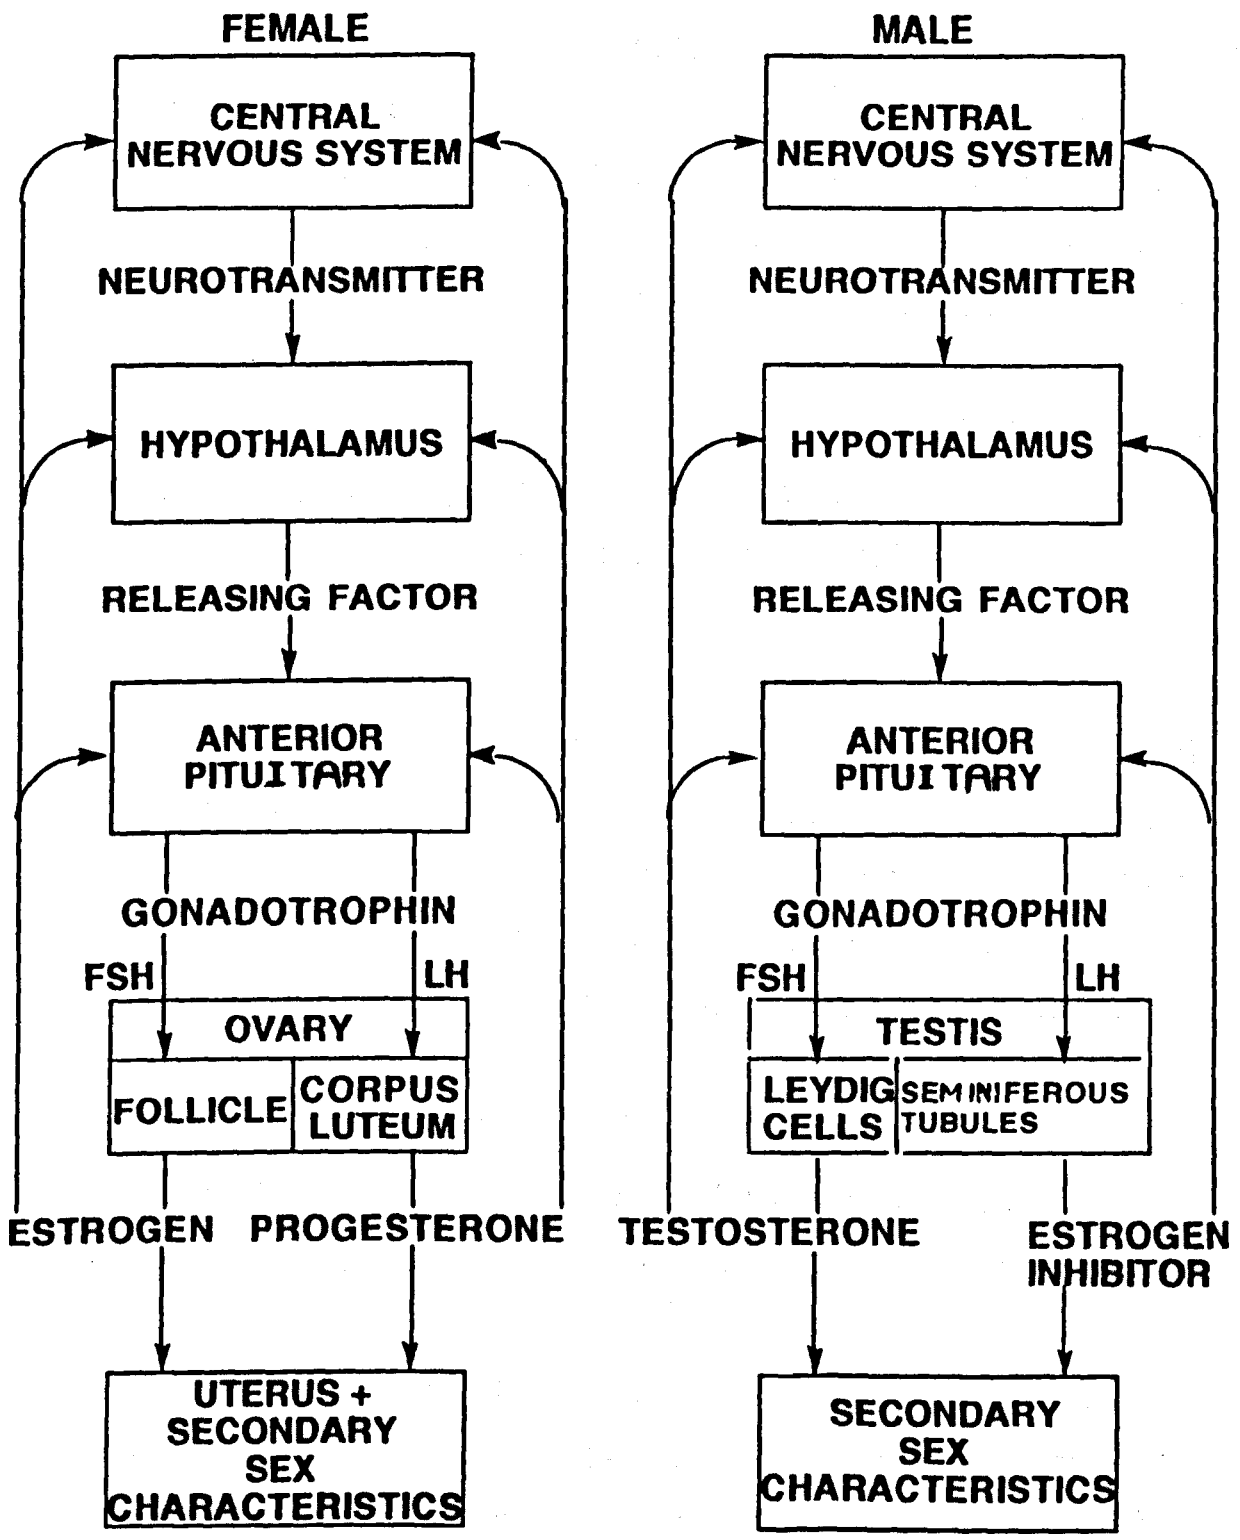 FEMALE
CENTRAL
NERVOUS SYSTEM
NEUROTRANSMITTER
HYPOTHALAMUS
RELEASING FACTOR
ANTERIOR
PITUITARY
GONADOTROPHIN
FSH
LH
OVARY
FOLLICLE
CORPUS
LUTEUM
ESTROGEN
PROGESTERONE
UTERUS +
SECONDARY
SEX
CHARACTERISTICS
MALE
CENTRAL
NERVOUS SYSTEM
NEUROTRANSMITTER
HYPOTHALAMUS
RELEASING FACTOR
ANTERIOR
PITUITARY
GONADOTROPHIN
FSH
LH
TESTIS
LEYDIG
CELLS
SEMINIFEROUS
TUBULES
TESTOSTERONE
ESTROGEN
INHIBITOR
SECONDARY
SEX
CHARACTERISTICS